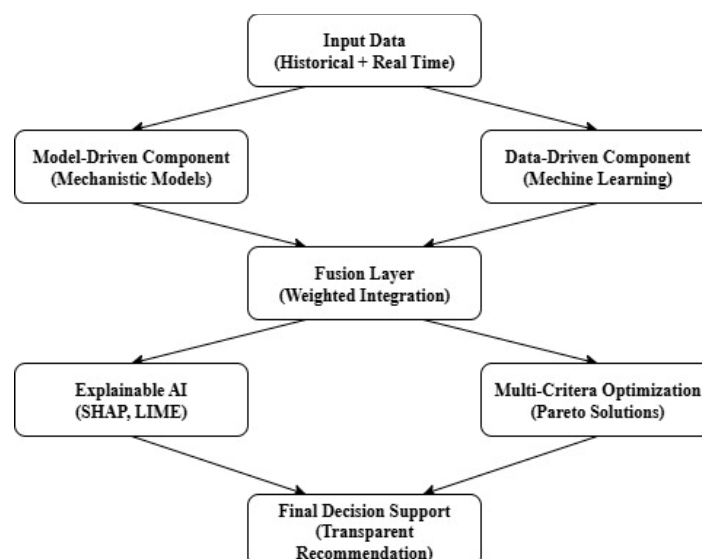 Input Data
(Historical + Real Time)
Model-Driven Component
(Mechanistic Models)
Data-Driven Component
(Mechine Learning)
Fusion Layer
(Weighted Integration)
Explainable AI
(SHAP, LIME)
Multi-Critera Optimization
(Pareto Solutions)
Final Decision Support
(Transparent
Recommendation)